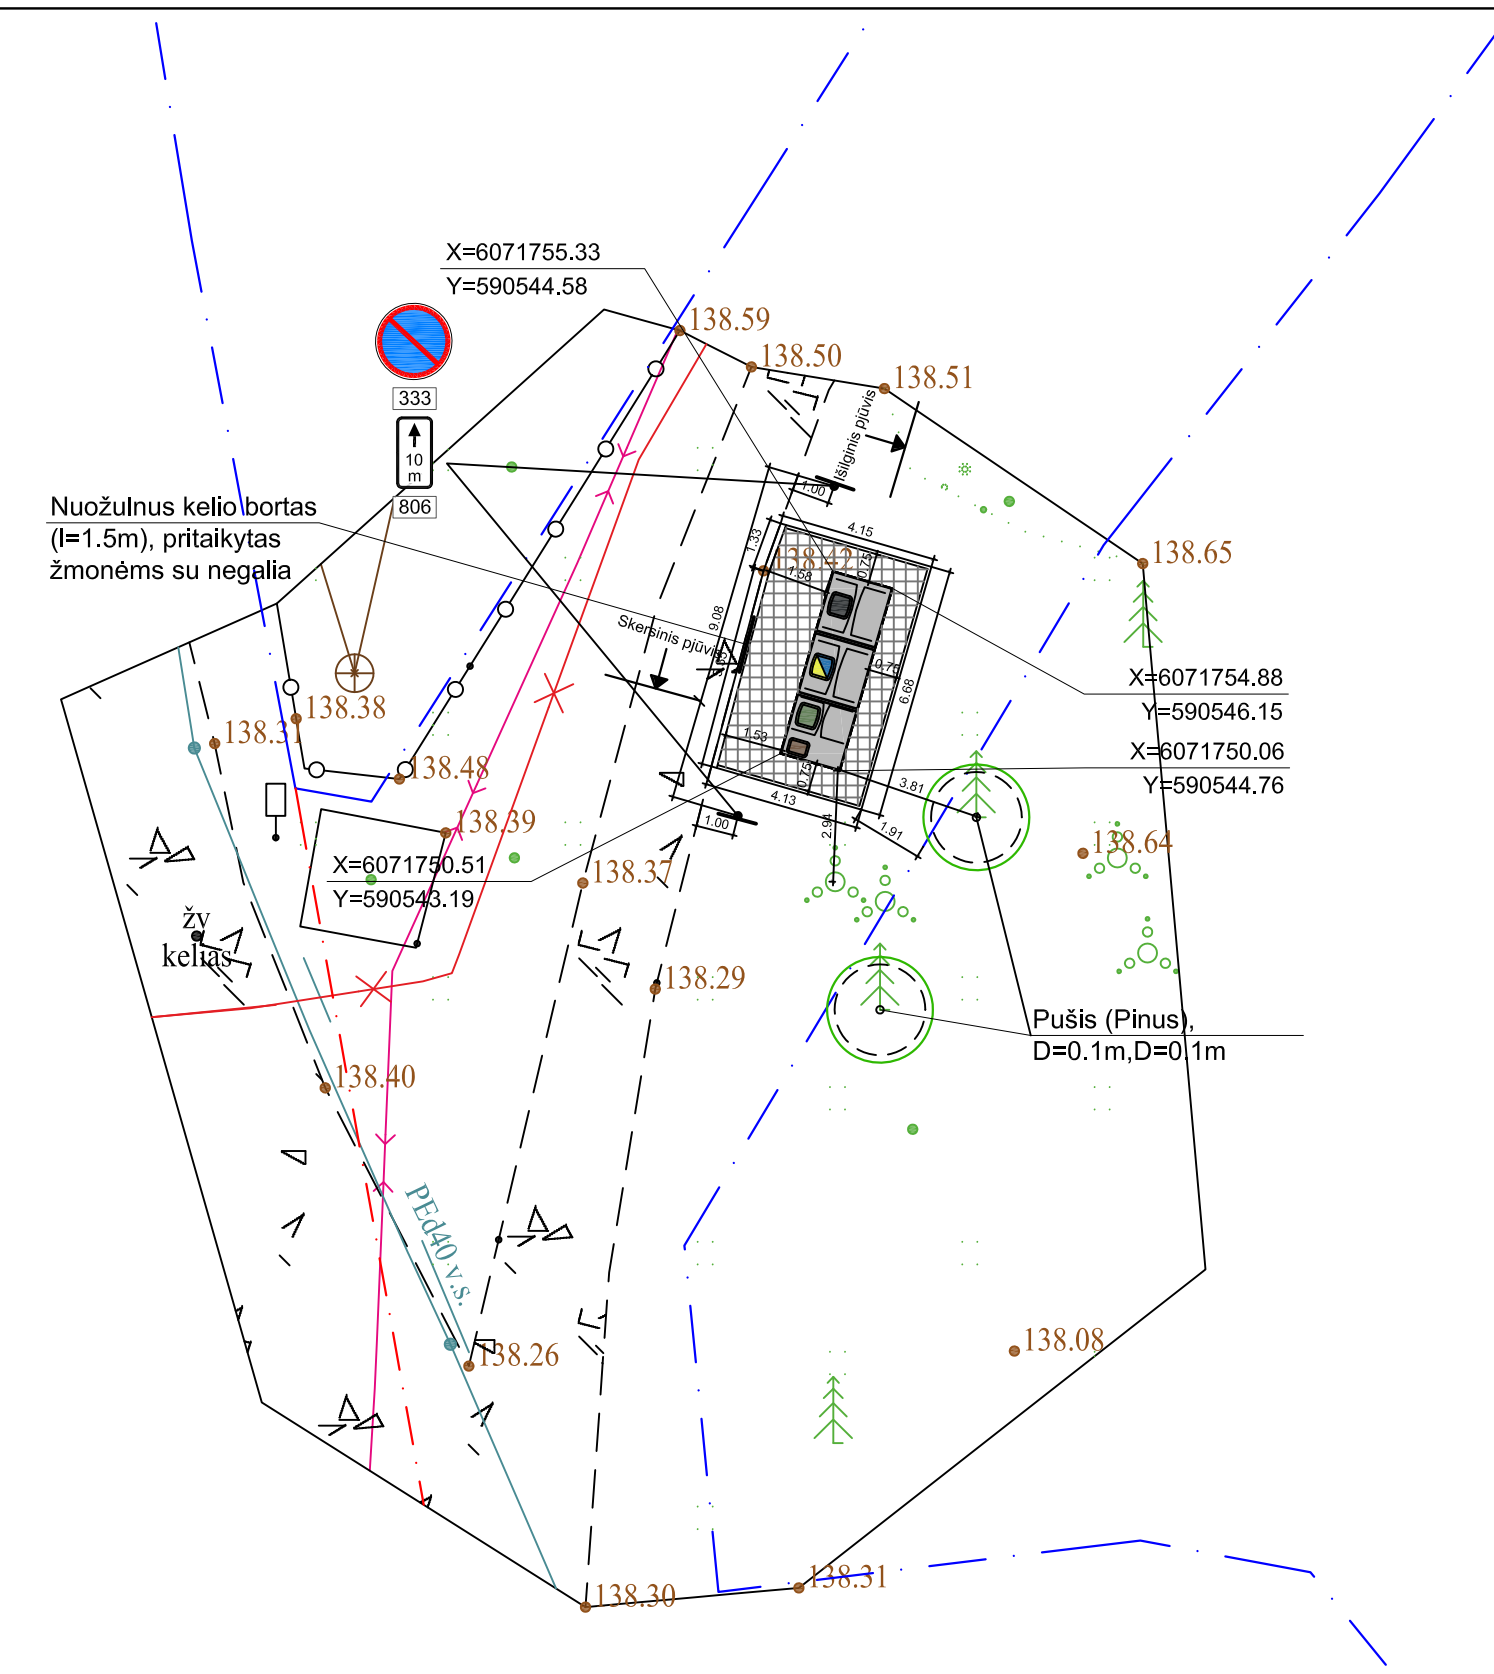 X=6071755.33
Y=590544.58
138.59
138.50
138.51
333
10
m
806
Išilginis pjūvis
Nuožulnus kelio bortas
(l=1.5m), pritaikytas
žmonėms su negalia
1.00
4.15
1.33
138.42
0.75
1.58
138.65
9.08
Skersinis pjūvis
0.75
6.68
X=6071754.88
Y=590546.15
138.38
138.31
1.53
X=6071750.06
Y=590544.76
138.48
0.75
3.81
4.13
1.00
2.94
1.91
138.39
138.64
X=6071750.51
Y=590543.19
138.37
žv
kelias
138.29
Pušis (Pinus),
D=0.1m,D=0.1m
138.40
PEd40 v.s.
138.26
138.08
138.30
138.31